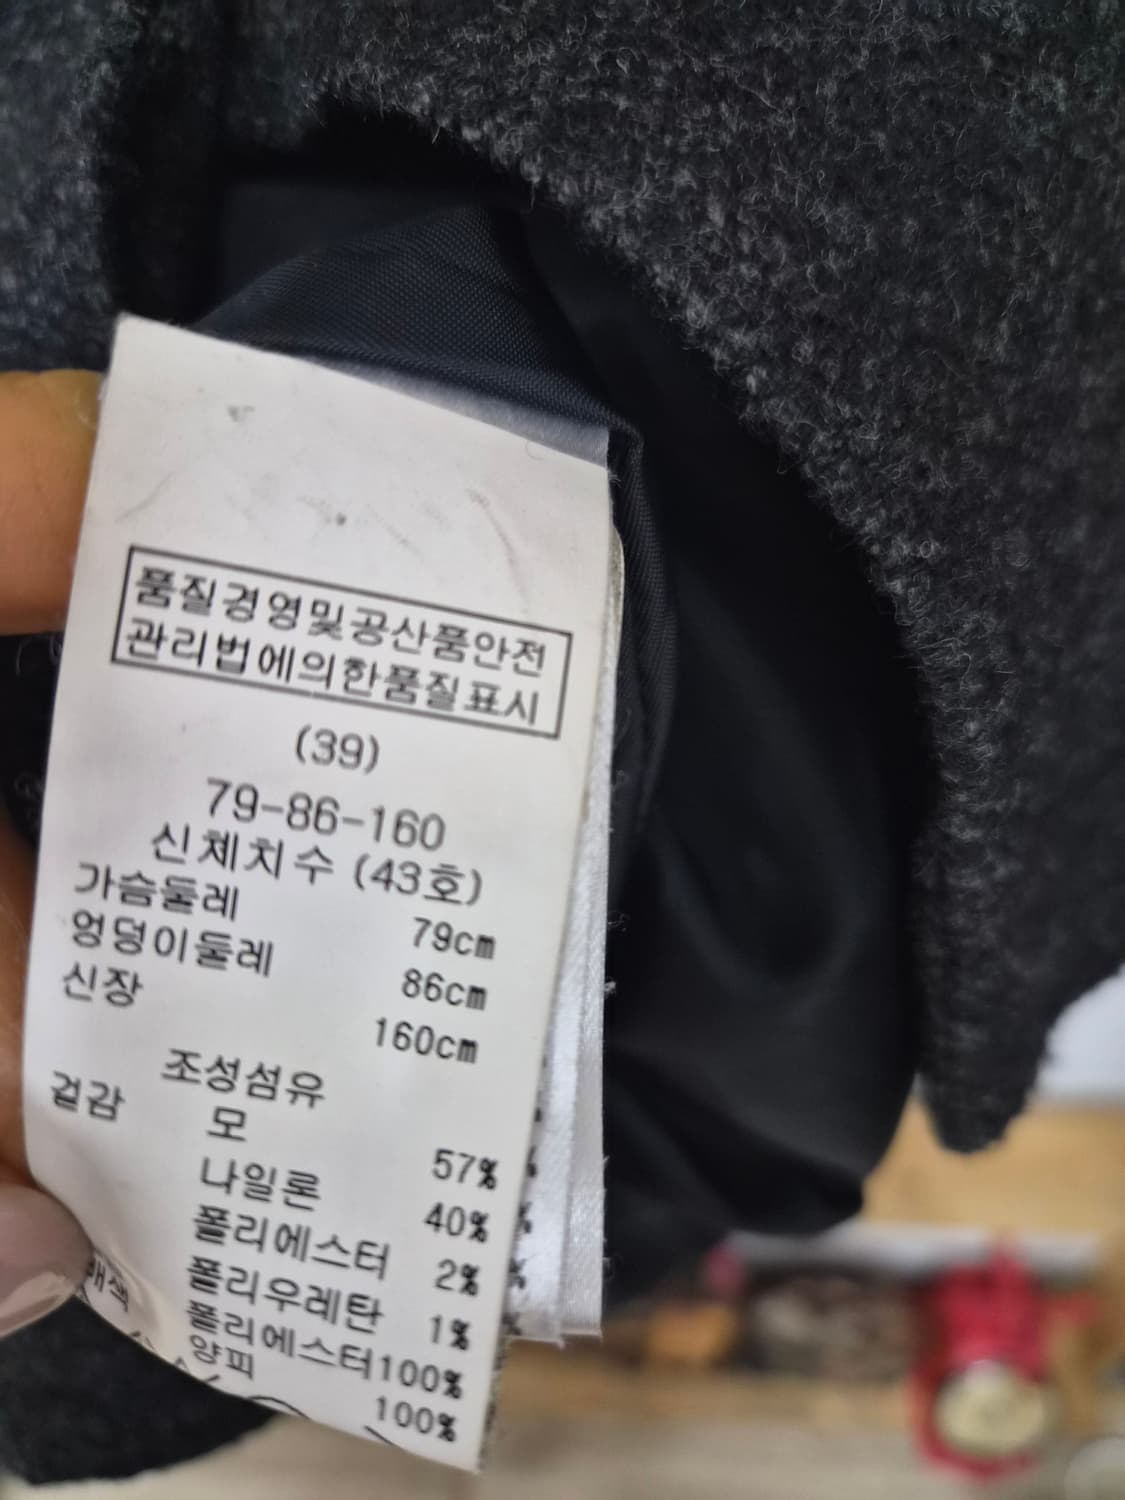 품질경영및공산품안전
관리법에의한품질표시
(39)
79-86-160
신체치수 (43호)
가슴둘레 79cm
엉덩이둘레 86cm
신장 160cm
조성섬유
겉감 모 57%
나일론 40%
폴리에스터 2%
폴리우레탄 1%
배색 폴리에스터 100%
양피 100%